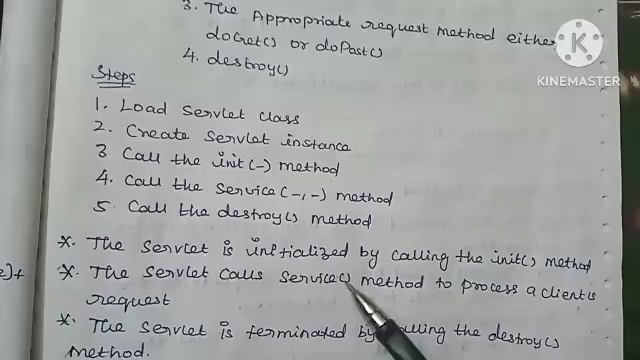 3. The Appropriate request method either
doGet() or doPost()
4. destroy()
KINEMASTER
Steps
1. Load Servlet class
2. Create Servlet instance
3 Call the init(-) method
4. Call the Service(-,-) method
5. Call the destroy() method
*. The Servlet is initialized by calling the init() method
*. The Servlet calls Service() method to process a client's
request
*. The Servlet is terminated by calling the destroy()
method.